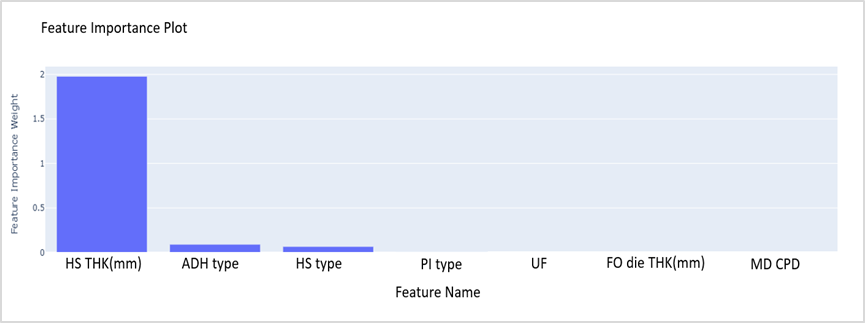 Feature Importance Plot
Feature Importance Weight
2
1.5
1
0.5
0
HS THK(mm) ADH type HS type PI type UF FO die THK(mm) MD CPD
Feature Name